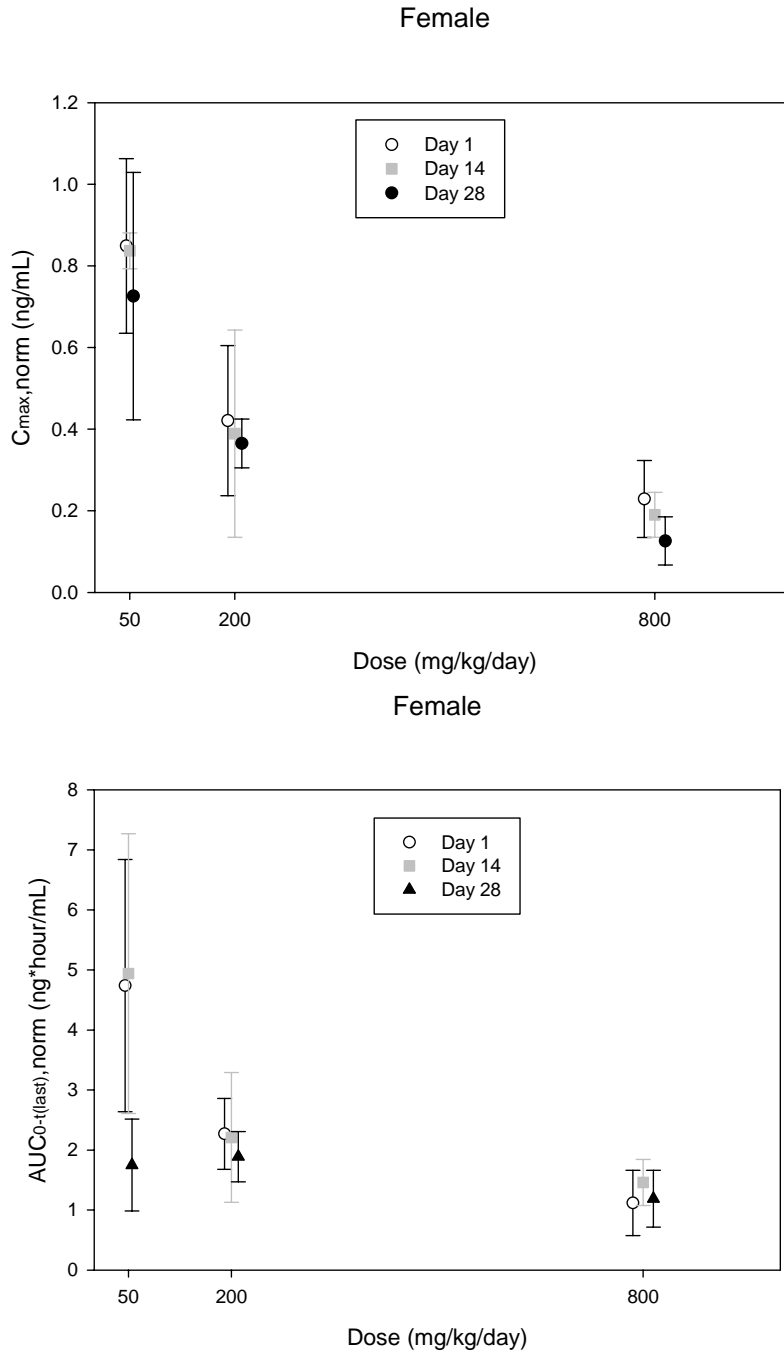 Female
1.2
1.0
0.8
0.6
0.4
0.2
0.0
Cmax,norm (ng/mL)
Day 1
Day 14
Day 28
50 200 800
Dose (mg/kg/day)
Female
8
7
6
5
4
3
2
1
0
AUC0-t(last),norm (ng*hour/mL)
Day 1
Day 14
Day 28
50 200 800
Dose (mg/kg/day)